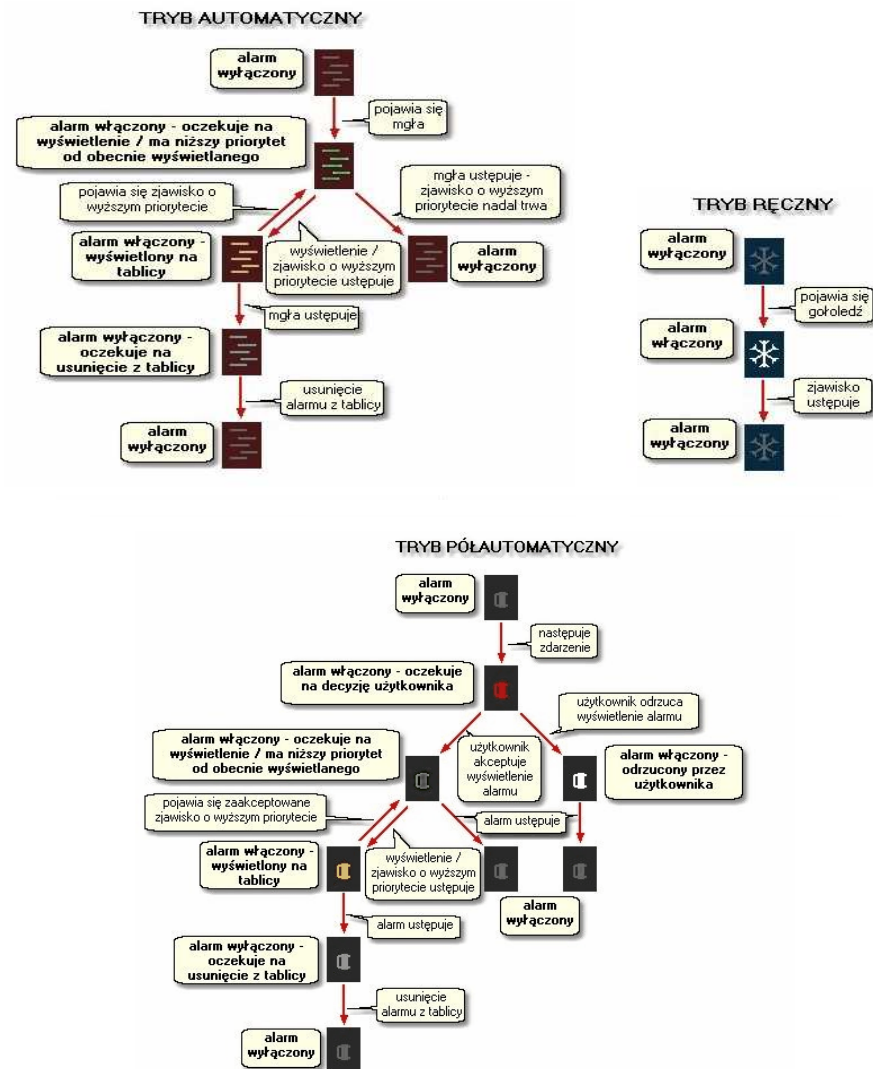 TRYB AUTOMATYCZNY
alarm
wyłączony
pojawia się
mgła
alarm włączony - oczekuje na
wyświetlenie / ma niższy priorytet
od obecnie wyświetlanego
pojawia się zjawisko o
wyższym priorytecie
mgła ustępuje -
zjawisko o wyższym
priorytecie nadal trwa
alarm włączony -
wyświetlony na
tablicy
wyświetlenie /
zjawisko o wyższym
priorytecie ustępuje
alarm
wyłączony
mgła ustępuje
alarm wyłączony -
oczekuje na
usunięcie z tablicy
usunięcie
alarmu z tablicy
alarm
wyłączony
TRYB RĘCZNY
alarm
wyłączony
pojawia się
gołoledź
alarm
włączony
zjawisko
ustępuje
alarm
wyłączony
TRYB PÓŁAUTOMATYCZNY
alarm
wyłączony
następuje
zdarzenie
alarm włączony - oczekuje
na decyzję użytkownika
użytkownik odrzuca
wyświetlenie alarmu
alarm włączony - oczekuje na
wyświetlenie / ma niższy priorytet
od obecnie wyświetlanego
użytkownik
akceptuje
wyświetlenie
alarmu
alarm włączony -
odrzucony przez
użytkownika
pojawia się zaakceptowane
zjawisko o wyższym priorytecie
alarm ustępuje
alarm włączony -
wyświetlony na
tablicy
wyświetlenie /
zjawisko o wyższym
priorytecie ustępuje
alarm
wyłączony
alarm ustępuje
alarm wyłączony -
oczekuje na
usunięcie z tablicy
usunięcie
alarmu z tablicy
alarm
wyłączony